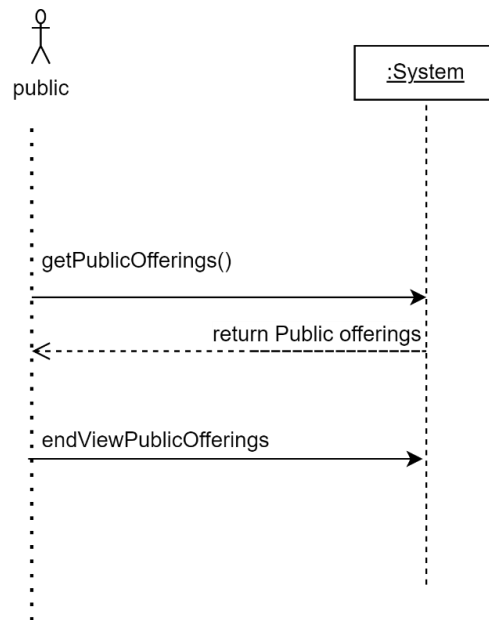 public
:System
getPublicOfferings()
return Public offerings
endViewPublicOfferings